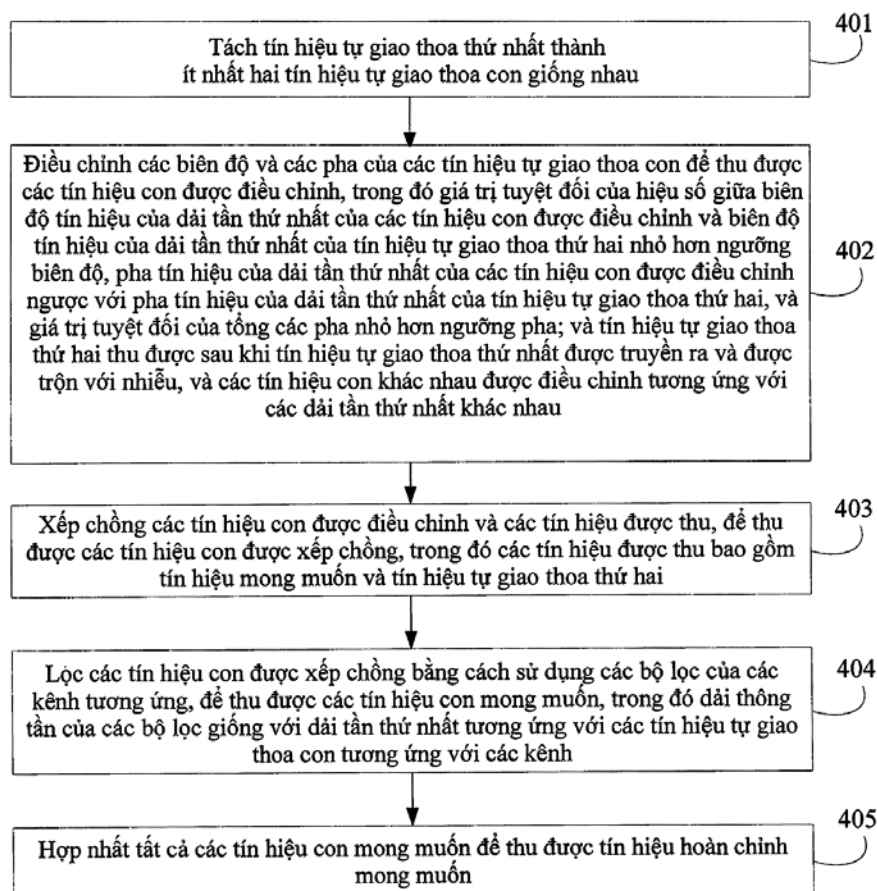 401
Tách tín hiệu tự giao thoa thứ nhất thành
ít nhất hai tín hiệu tự giao thoa con giống nhau
Điều chỉnh các biên độ và các pha của các tín hiệu tự giao thoa con để thu được
các tín hiệu con được điều chỉnh, trong đó giá trị tuyệt đối của hiệu số giữa biên
độ tín hiệu của dải tần thứ nhất của các tín hiệu con được điều chỉnh và biên độ
tín hiệu của dải tần thứ nhất của tín hiệu tự giao thoa thứ hai nhỏ hơn ngưỡng
biên độ, pha tín hiệu của dải tần thứ nhất của các tín hiệu con được điều chỉnh
ngược với pha tín hiệu của dải tần thứ nhất của tín hiệu tự giao thoa thứ hai, và
giá trị tuyệt đối của tổng các pha nhỏ hơn ngưỡng pha; và tín hiệu tự giao thoa
thứ hai thu được sau khi tín hiệu tự giao thoa thứ nhất được truyền ra và được
trộn với nhiễu, và các tín hiệu con khác nhau được điều chỉnh tương ứng với
các dải tần thứ nhất khác nhau
402
Xếp chồng các tín hiệu con được điều chỉnh và các tín hiệu được thu, để thu
được các tín hiệu con được xếp chồng, trong đó các tín hiệu được thu bao gồm
tín hiệu mong muốn và tín hiệu tự giao thoa thứ hai
403
Lọc các tín hiệu con được xếp chồng bằng cách sử dụng các bộ lọc của các
kênh tương ứng, để thu được các tín hiệu con mong muốn, trong đó dải thông
tần của các bộ lọc giống với dải tần thứ nhất tương ứng với các tín hiệu tự giao
thoa con tương ứng với các kênh
404
Hợp nhất tất cả các tín hiệu con mong muốn để thu được tín hiệu hoàn chỉnh
mong muốn
405